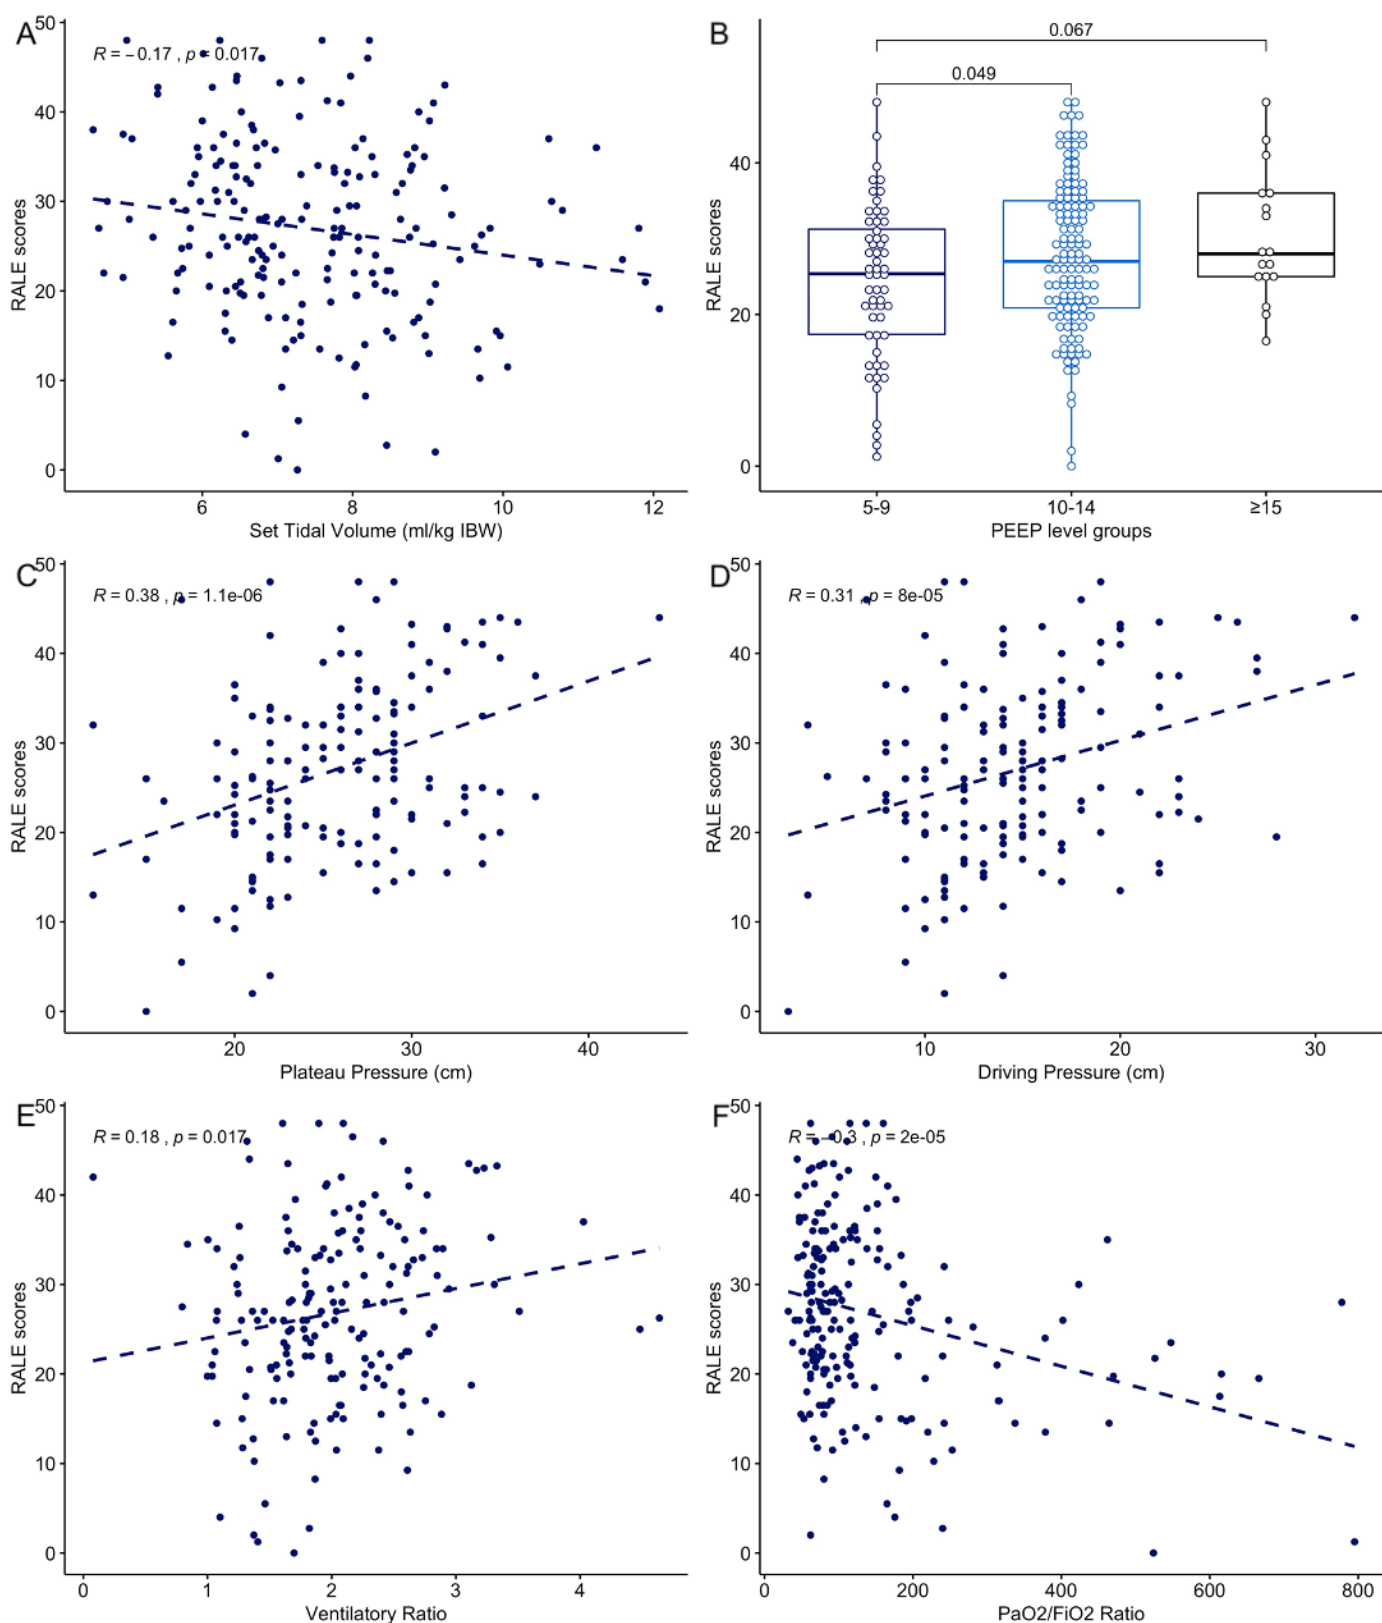 A
R = −0.17 , p = 0.017
RALE scores
50
40
30
20
10
0
6
8
10
12
Set Tidal Volume (ml/kg IBW)
B
0.067
0.049
RALE scores
40
20
0
5-9
10-14
≥15
PEEP level groups
C
R = 0.38 , p = 1.1e-06
RALE scores
50
40
30
20
10
0
20
30
40
Plateau Pressure (cm)
D
R = 0.31 , p = 8e-05
RALE scores
50
40
30
20
10
0
10
20
30
Driving Pressure (cm)
E
R = 0.18 , p = 0.017
RALE scores
50
40
30
20
10
0
0
1
2
3
4
Ventilatory Ratio
F
R = −0.3 , p = 2e-05
RALE scores
50
40
30
20
10
0
0
200
400
600
800
PaO2/FiO2 Ratio